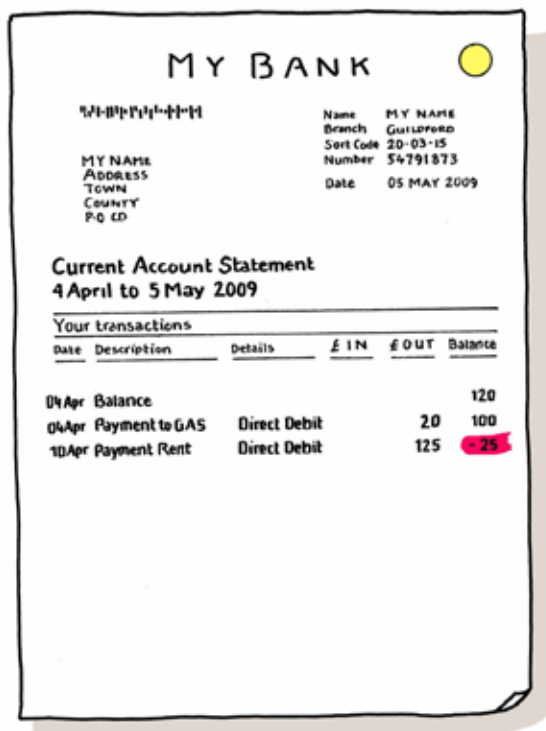 MY BANK
Name MY NAME
Branch GUILDFORD
Sort Code 20-03-15
Number 54791873
Date 05 MAY 2009
MY NAME
ADDRESS
TOWN
COUNTY
P.O CD
Current Account Statement
4 April to 5 May 2009
Your transactions
Date Description Details £ IN £ OUT Balance
04 Apr Balance 120
04 Apr Payment to GAS Direct Debit 20 100
10 Apr Payment Rent Direct Debit 125 - 25